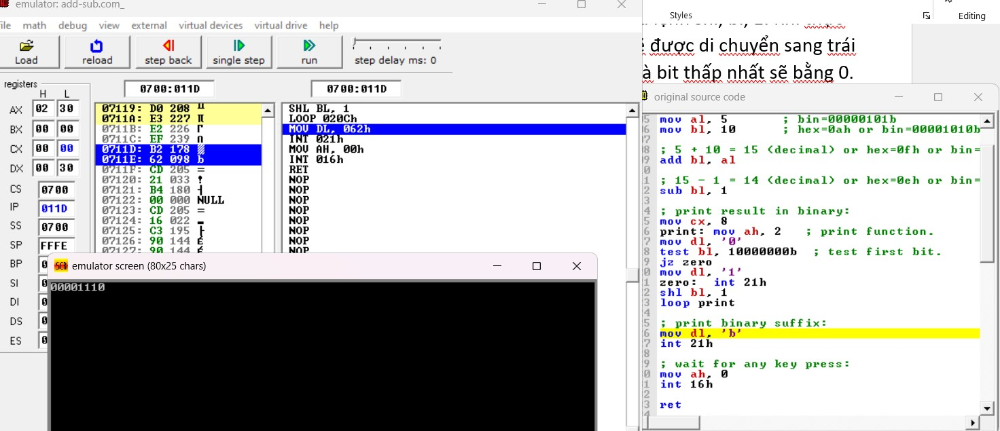 emulator: add-sub.com_
file math debug view external virtual devices virtual drive help
Load reload step back single step run step delay ms: 0
registers
H L
AX 02 30
BX 00 00
CX 00 00
DX 00 30
CS 0700
IP 011D
SS 0700
SP FFFE
BP 0
SI 0
DI 0
DS 0
ES 0
0700:011D
07119: D0 208 ╨
0711A: E3 227 π
0711B: E2 226 Γ
0711C: EF 239 ∩
0711D: B2 178 ▓
0711E: 62 098 b
0711F: CD 205 =
07120: 21 033 !
07121: B4 180 ┤
07122: 00 000 NULL
07123: CD 205 =
07124: 16 022 ▬
07125: C3 195 ├
07126: 90 144 É
07127: 90 144 É
0700:011D
SHL BL, 1
LOOP 020Ch
MOV DL, 062h
INT 021h
MOV AH, 00h
INT 016h
RET
NOP
NOP
NOP
NOP
NOP
NOP
NOP
NOP
emulator screen (80x25 chars)
00001110
Styles
Editing
được di chuyển sang trái
à bit thấp nhất sẽ bằng 0.
original source code
5 mov al, 5 ; bin=00000101b
6 mov bl, 10 ; hex=0ah or bin=00001010b
7
8 ; 5 + 10 = 15 (decimal) or hex=0fh or bin=
9 add bl, al
0
1 ; 15 - 1 = 14 (decimal) or hex=0eh or bin=
2 sub bl, 1
3
4 ; print result in binary:
5 mov cx, 8
6 print: mov ah, 2 ; print function.
7 mov dl, '0'
8 test bl, 10000000b ; test first bit.
9 jz zero
0 mov dl, '1'
1 zero: int 21h
2 shl bl, 1
3 loop print
4
5 ; print binary suffix:
6 mov dl, 'b'
7 int 21h
8
9 ; wait for any key press:
0 mov ah, 0
1 int 16h
2
3 ret
4